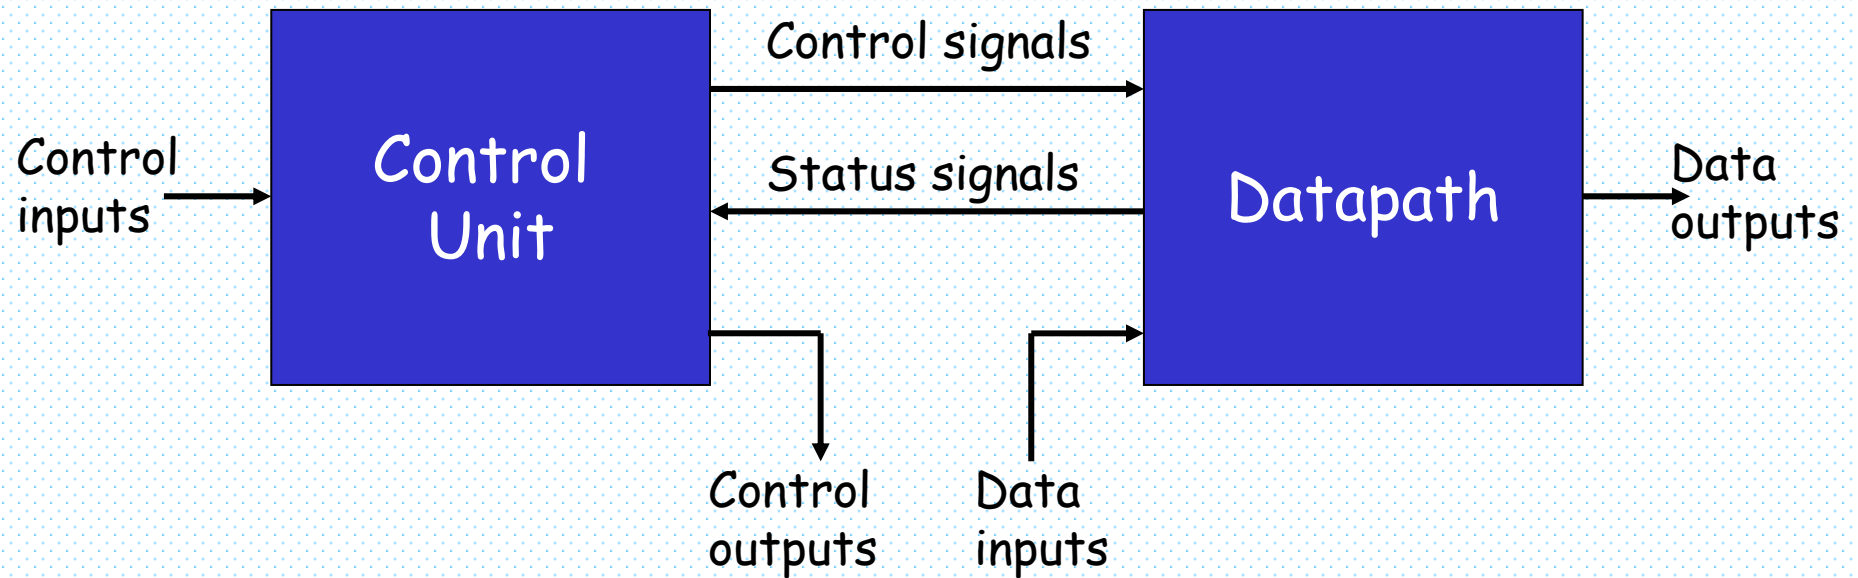 Control
inputs
Control
Unit
Control signals
Status signals
Datapath
Data
outputs
Control
outputs
Data
inputs